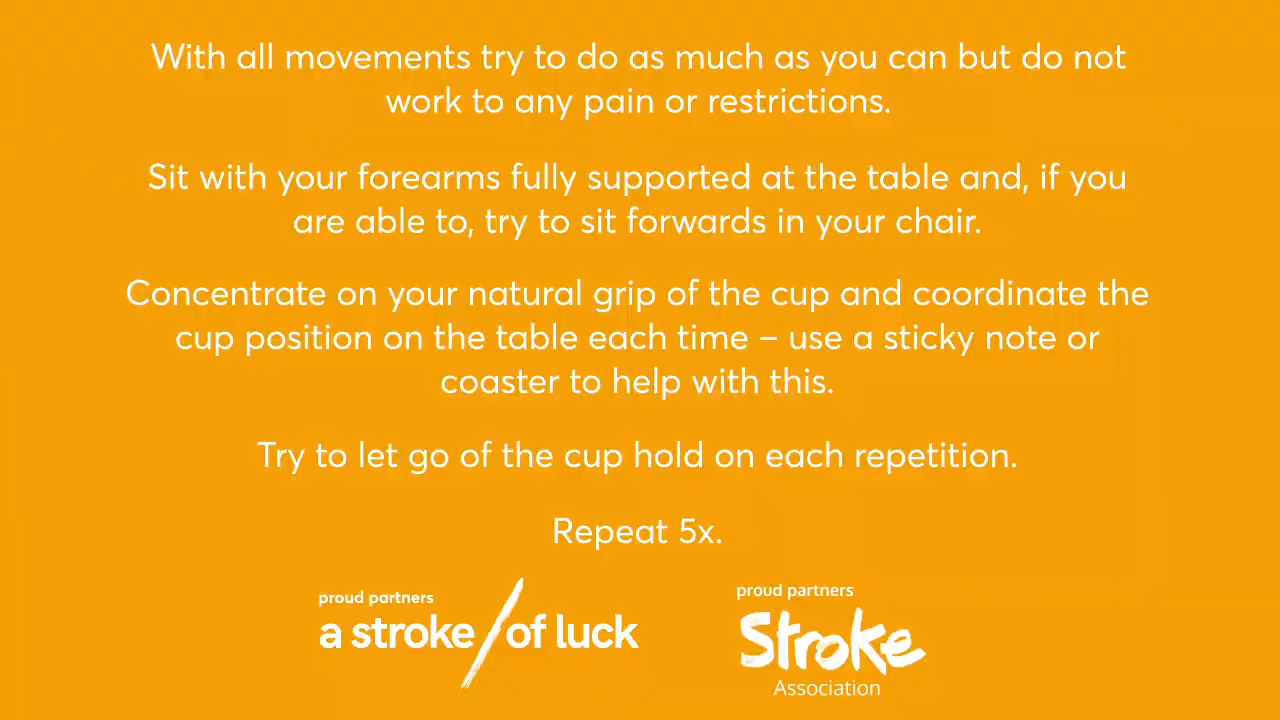 With all movements try to do as much as you can but do not
work to any pain or restrictions.
Sit with your forearms fully supported at the table and, if you
are able to, try to sit forwards in your chair.
Concentrate on your natural grip of the cup and coordinate the
cup position on the table each time – use a sticky note or
coaster to help with this.
Try to let go of the cup hold on each repetition.
Repeat 5x.
proud partners
a stroke/of luck
proud partners
Stroke
Association